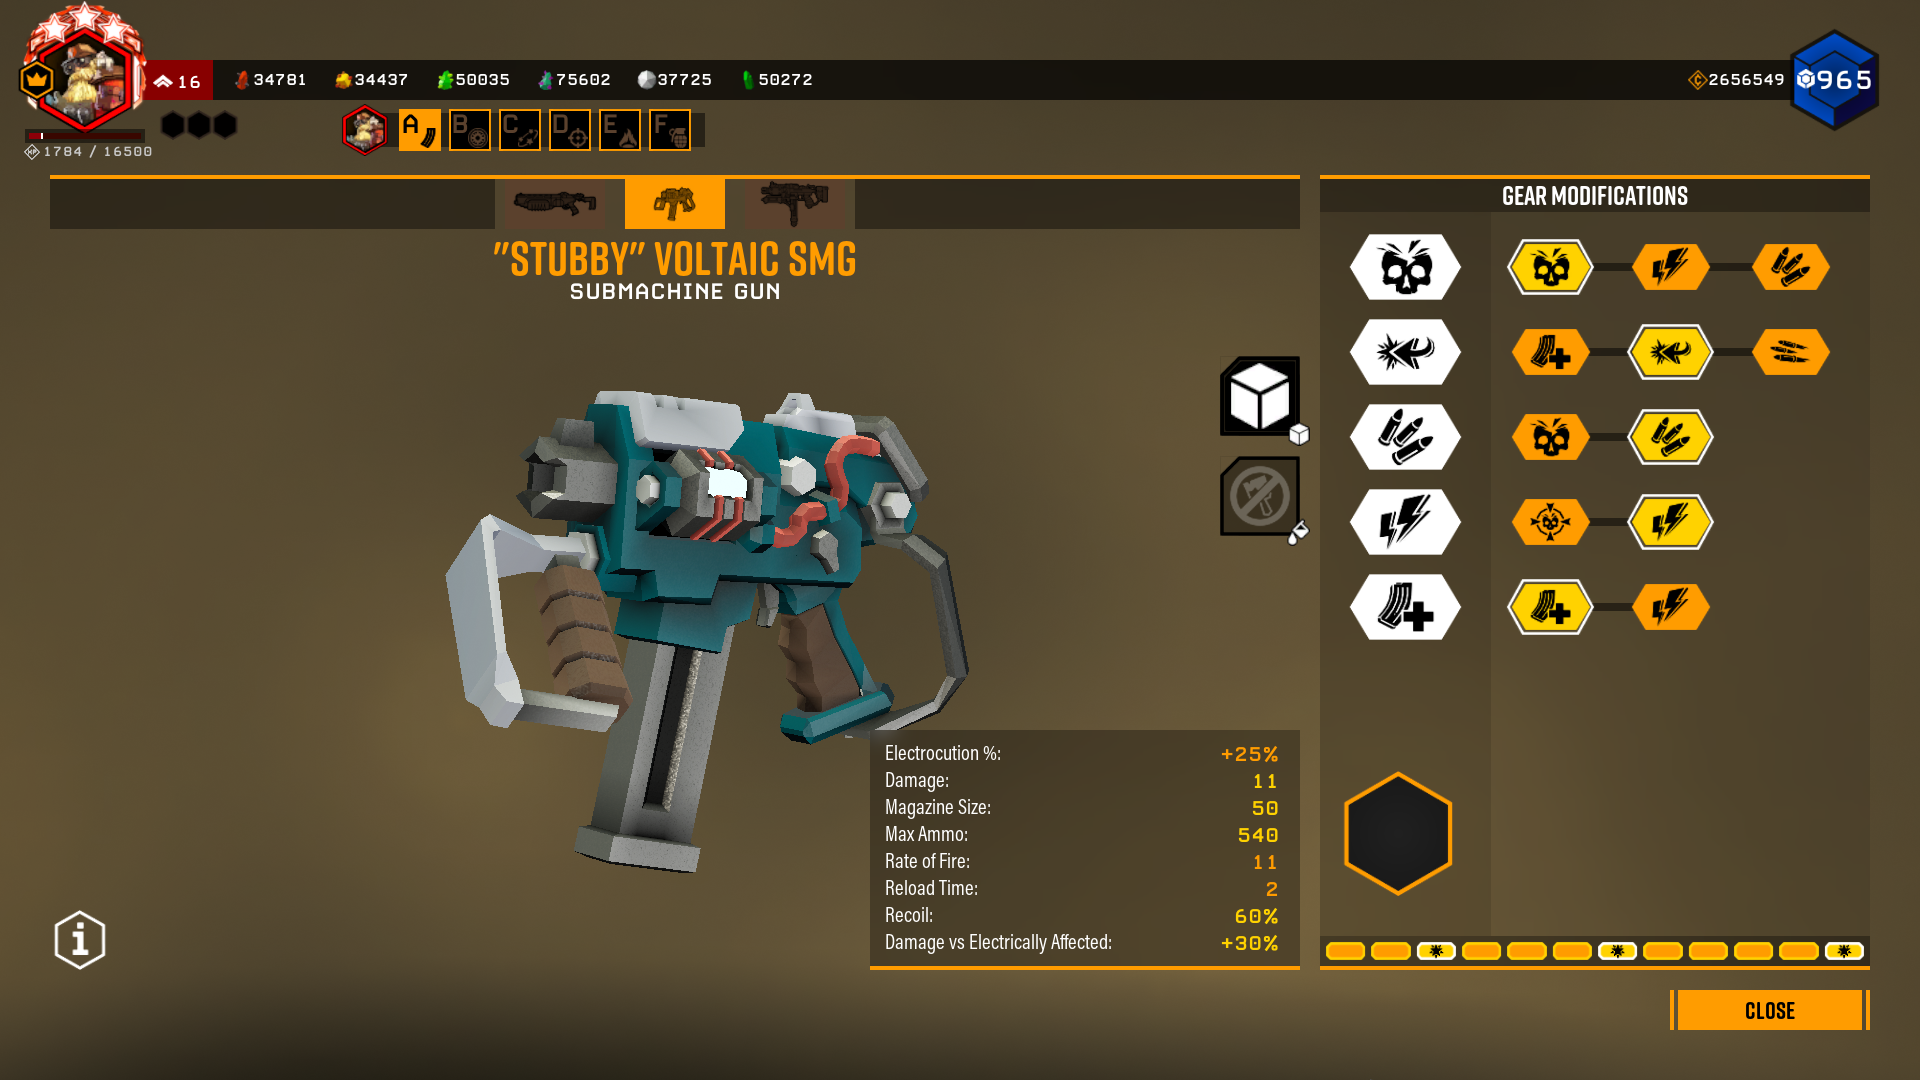 16
34781
34437
50035
75602
37725
50272
2656549
965
1784 / 16500
A
B
C
D
E
F
GEAR MODIFICATIONS
"STUBBY" VOLTAIC SMG
SUBMACHINE GUN
Electrocution %: +25%
Damage: 11
Magazine Size: 50
Max Ammo: 540
Rate of Fire: 11
Reload Time: 2
Recoil: 60%
Damage vs Electrically Affected: +30%
CLOSE